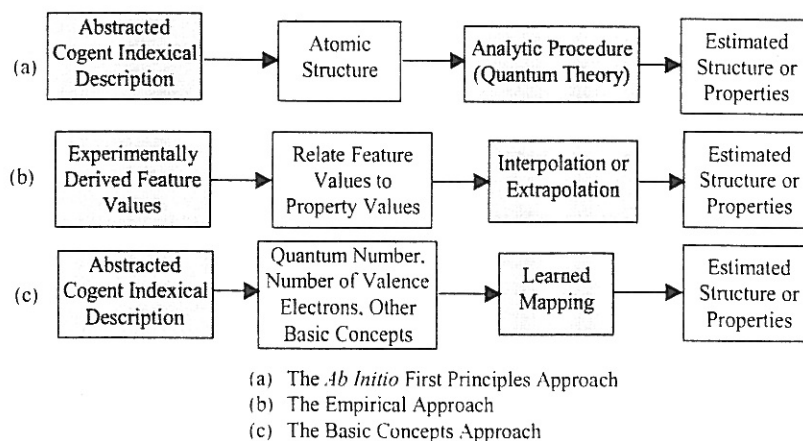 (a)
Abstracted
Cogent Indexical
Description
Atomic
Structure
Analytic Procedure
(Quantum Theory)
Estimated
Structure or
Properties
(b)
Experimentally
Derived Feature
Values
Relate Feature
Values to
Property Values
Interpolation or
Extrapolation
Estimated
Structure or
Properties
(c)
Abstracted
Cogent Indexical
Description
Quantum Number,
Number of Valence
Electrons, Other
Basic Concepts
Learned
Mapping
Estimated
Structure or
Properties
(a) The Ab Initio First Principles Approach
(b) The Empirical Approach
(c) The Basic Concepts Approach